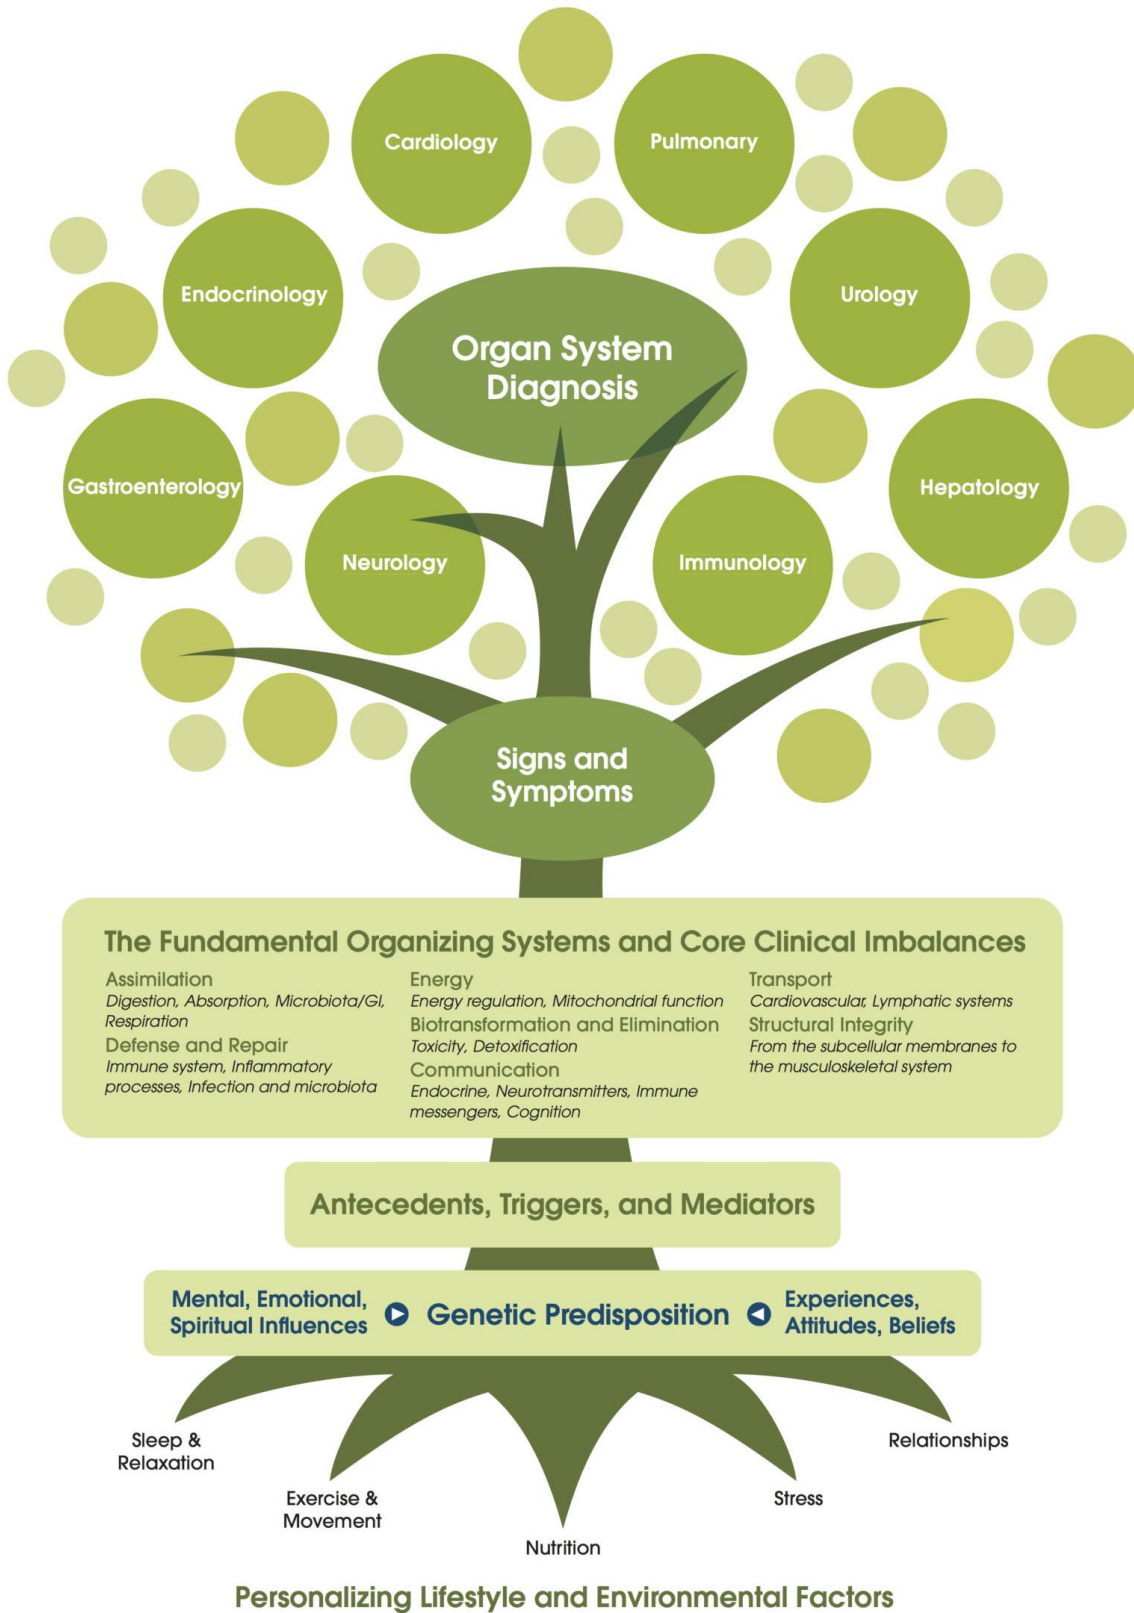 Cardiology
Pulmonary
Endocrinology
Urology
Organ System
Diagnosis
Gastroenterology
Hepatology
Neurology
Immunology
Signs and
Symptoms
The Fundamental Organizing Systems and Core Clinical Imbalances
Assimilation
Digestion, Absorption, Microbiota/GI,
Respiration
Defense and Repair
Immune system, Inflammatory
processes, Infection and microbiota
Energy
Energy regulation, Mitochondrial function
Biotransformation and Elimination
Toxicity, Detoxification
Communication
Endocrine, Neurotransmitters, Immune
messengers, Cognition
Transport
Cardiovascular, Lymphatic systems
Structural Integrity
From the subcellular membranes to
the musculoskeletal system
Antecedents, Triggers, and Mediators
Mental, Emotional,
Spiritual Influences
Genetic Predisposition
Experiences,
Attitudes, Beliefs
Sleep &
Relaxation
Exercise &
Movement
Nutrition
Stress
Relationships
Personalizing Lifestyle and Environmental Factors